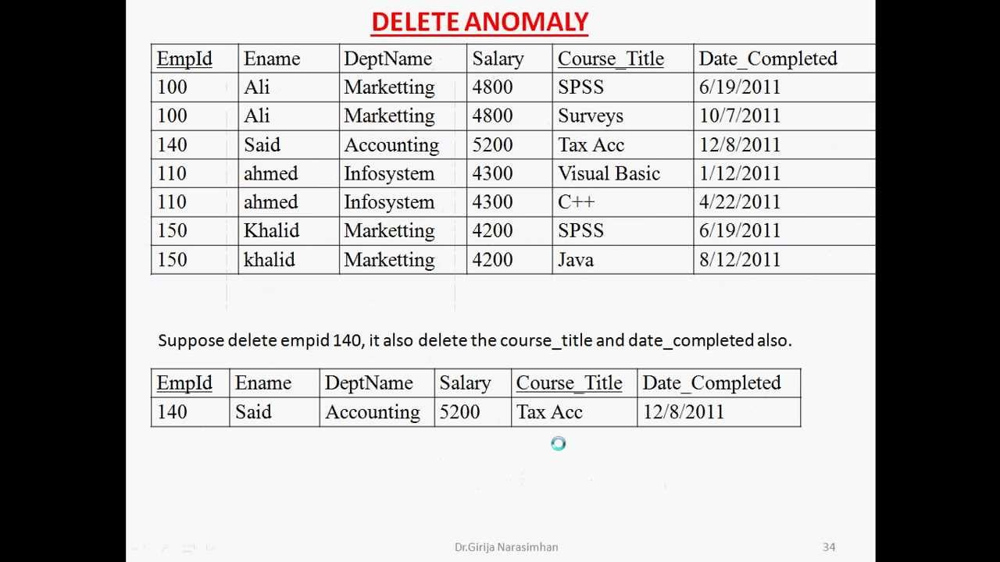 DELETE ANOMALY
EmpId Ename DeptName Salary Course_Title Date_Completed
100 Ali Marketting 4800 SPSS 6/19/2011
100 Ali Marketting 4800 Surveys 10/7/2011
140 Said Accounting 5200 Tax Acc 12/8/2011
110 ahmed Infosystem 4300 Visual Basic 1/12/2011
110 ahmed Infosystem 4300 C++ 4/22/2011
150 Khalid Marketting 4200 SPSS 6/19/2011
150 khalid Marketting 4200 Java 8/12/2011
Suppose delete empid 140, it also delete the course_title and date_completed also.
EmpId Ename DeptName Salary Course_Title Date_Completed
140 Said Accounting 5200 Tax Acc 12/8/2011
Dr.Girija Narasimhan 34